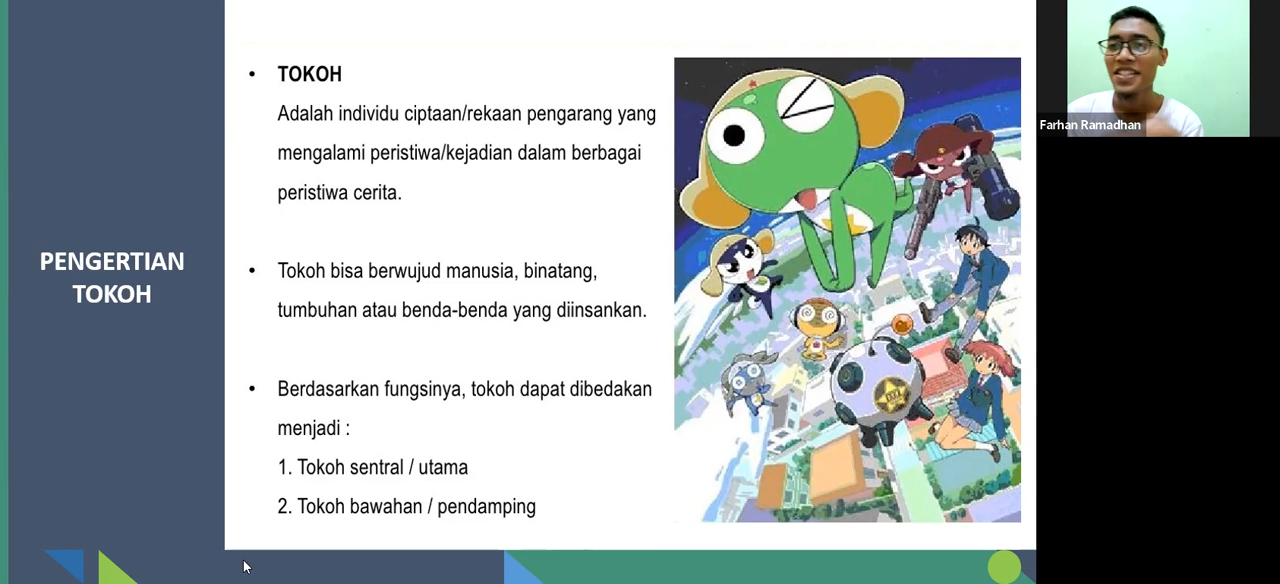 PENGERTIAN
TOKOH
• TOKOH
Adalah individu ciptaan/rekaan pengarang yang
mengalami peristiwa/kejadian dalam berbagai
peristiwa cerita.
• Tokoh bisa berwujud manusia, binatang,
tumbuhan atau benda-benda yang diinsankan.
• Berdasarkan fungsinya, tokoh dapat dibedakan
menjadi :
1. Tokoh sentral / utama
2. Tokoh bawahan / pendamping
Farhan Ramadhan